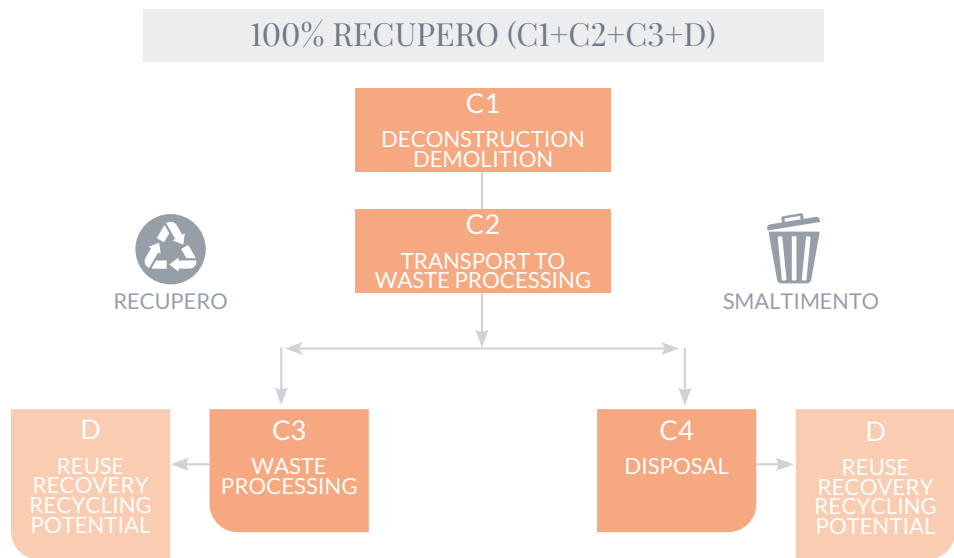 100% RECUPERO (C1+C2+C3+D)
C1
DECONSTRUCTION
DEMOLITION
C2
TRANSPORT TO
WASTE PROCESSING
RECUPERO
SMALTIMENTO
D
REUSE
RECOVERY
RECYCLING
POTENTIAL
C3
WASTE
PROCESSING
C4
DISPOSAL
D
REUSE
RECOVERY
RECYCLING
POTENTIAL